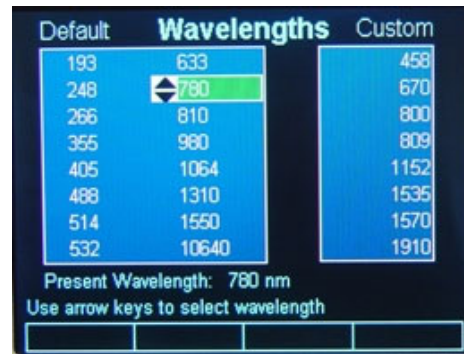 Default Wavelengths Custom
193 633 458
248 780 670
266 810 800
355 980 809
405 1064 1152
488 1310 1535
514 1550 1570
532 10640 1910
Present Wavelength: 780 nm
Use arrow keys to select wavelength